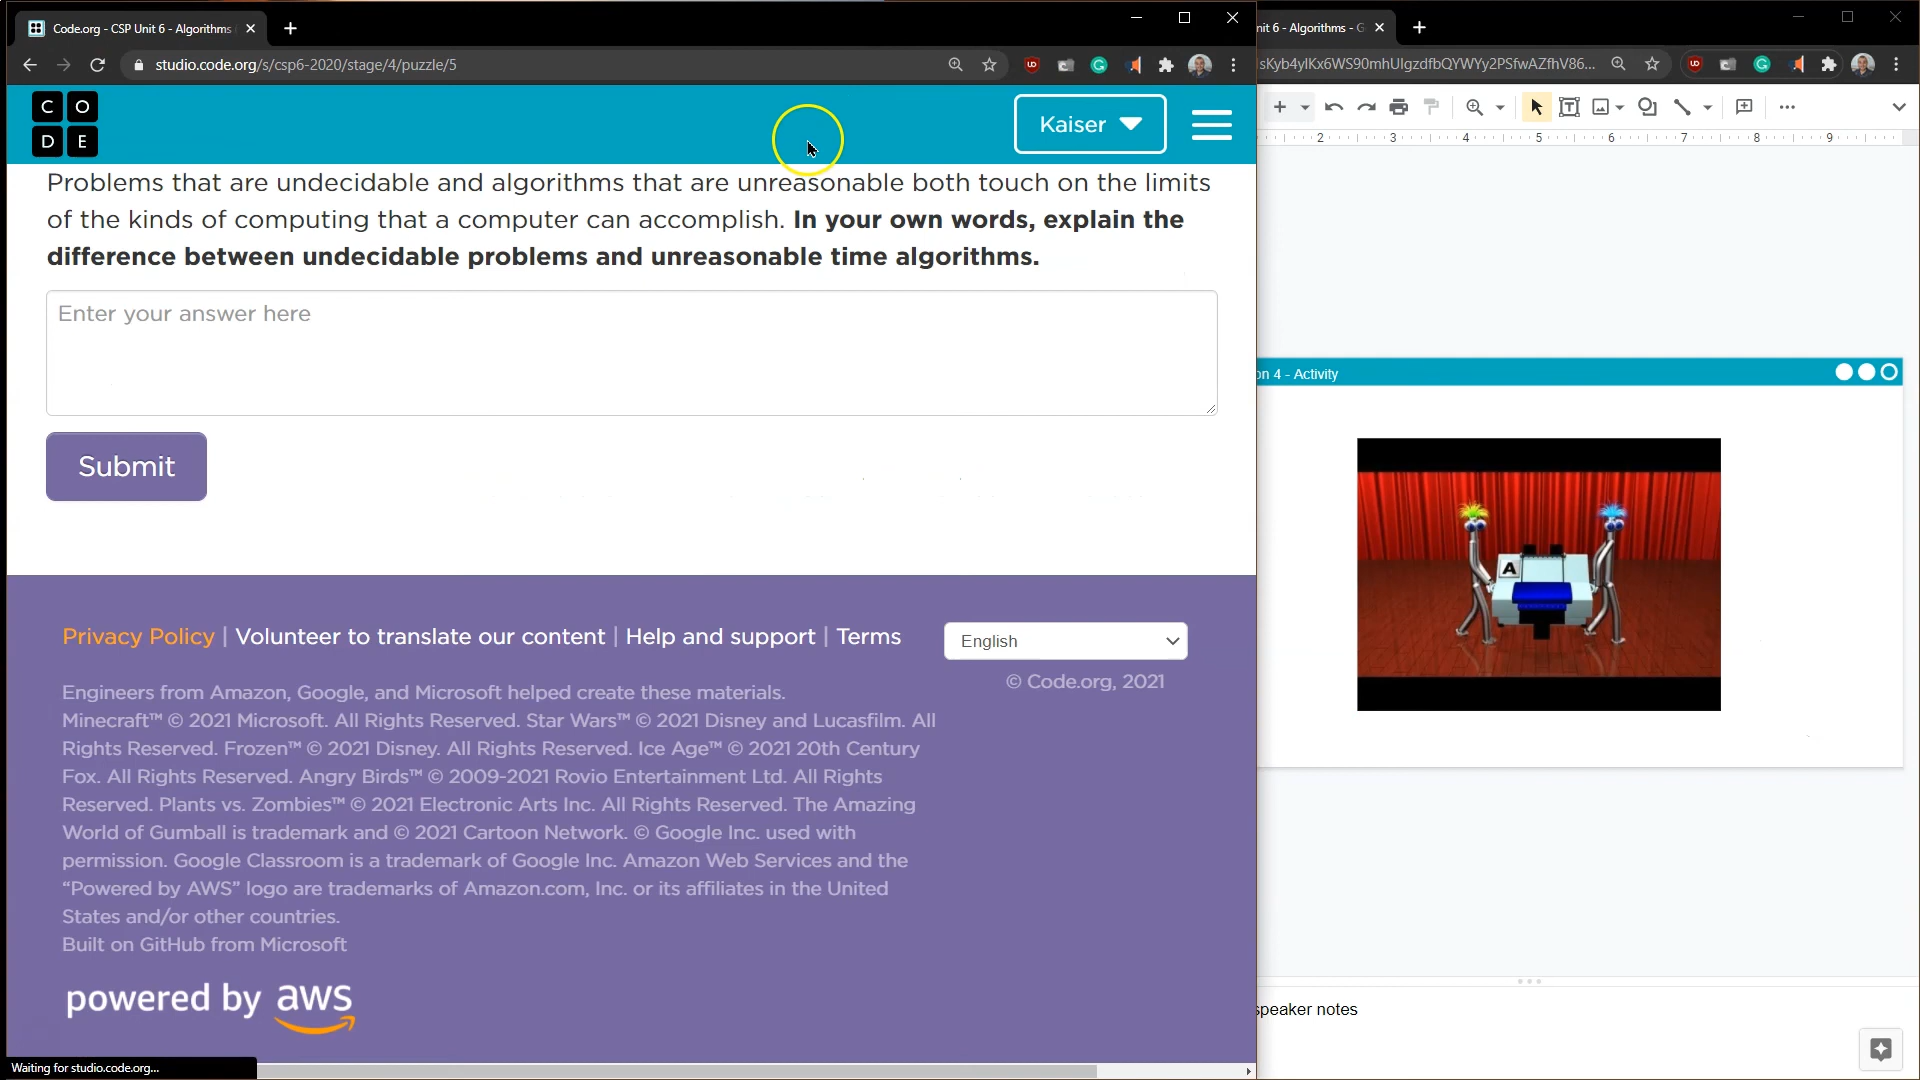 Code.org - CSP Unit 6 - Algorithms
nit 6 - Algorithms - G
studio.code.org/s/csp6-2020/stage/4/puzzle/5
sKyb4ylKx6WS90mhUlgzdfbQYWYy2PSfwAZfhV86...
C O
D E
Kaiser
2 3 4 5 6 7 8 9
Problems that are undecidable and algorithms that are unreasonable both touch on the limits
of the kinds of computing that a computer can accomplish. In your own words, explain the
difference between undecidable problems and unreasonable time algorithms.
Enter your answer here
Submit
on 4 - Activity
A
Privacy Policy | Volunteer to translate our content | Help and support | Terms
English
© Code.org, 2021
Engineers from Amazon, Google, and Microsoft helped create these materials.
Minecraft™ © 2021 Microsoft. All Rights Reserved. Star Wars™ © 2021 Disney and Lucasfilm. All
Rights Reserved. Frozen™ © 2021 Disney. All Rights Reserved. Ice Age™ © 2021 20th Century
Fox. All Rights Reserved. Angry Birds™ © 2009-2021 Rovio Entertainment Ltd. All Rights
Reserved. Plants vs. Zombies™ © 2021 Electronic Arts Inc. All Rights Reserved. The Amazing
World of Gumball is trademark and © 2021 Cartoon Network. © Google Inc. used with
permission. Google Classroom is a trademark of Google Inc. Amazon Web Services and the
“Powered by AWS” logo are trademarks of Amazon.com, Inc. or its affiliates in the United
States and/or other countries.
Built on GitHub from Microsoft
powered by aws
speaker notes
Waiting for studio.code.org...